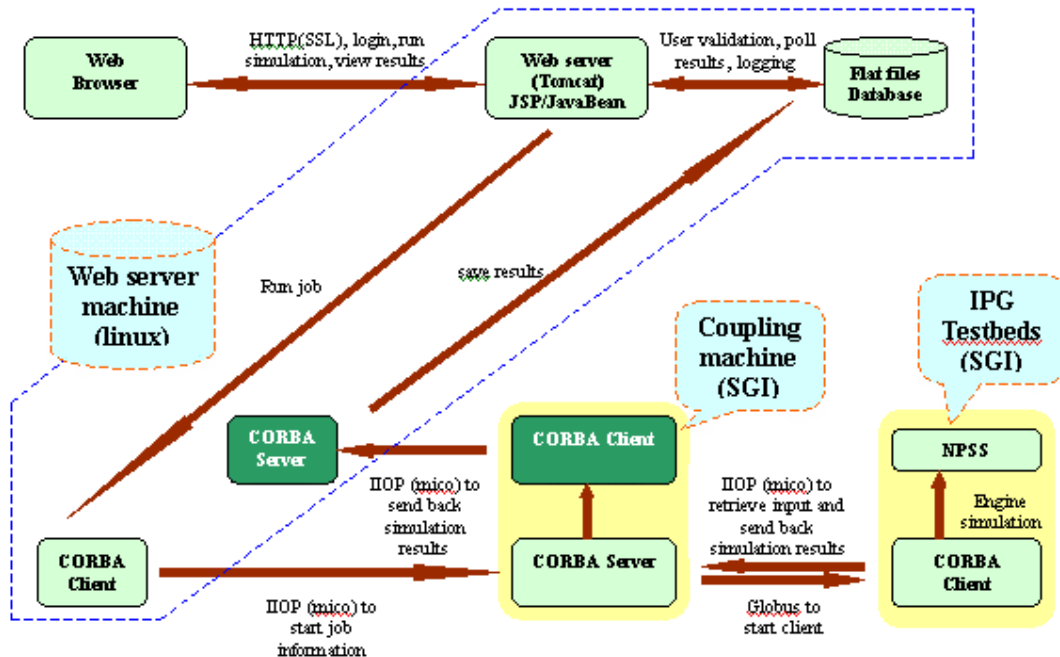 HTTP(SSL), login, run
simulation, view results
User validation, poll
results, logging
Web
Browser
Web server
(Tomcat)
JSP/JavaBean
Flat files
Database
Web server
machine
(linux)
Run job
save results
Coupling
machine
(SGI)
IPG
Testbeds
(SGI)
CORBA
Server
CORBA Client
NPSS
IIOP (mico) to
send back
simulation
results
IIOP (mico) to
retrieve input and
send back
simulation results
Engine
simulation
CORBA
Client
CORBA Server
CORBA
Client
IIOP (mico) to
start job
information
Globus to
start client